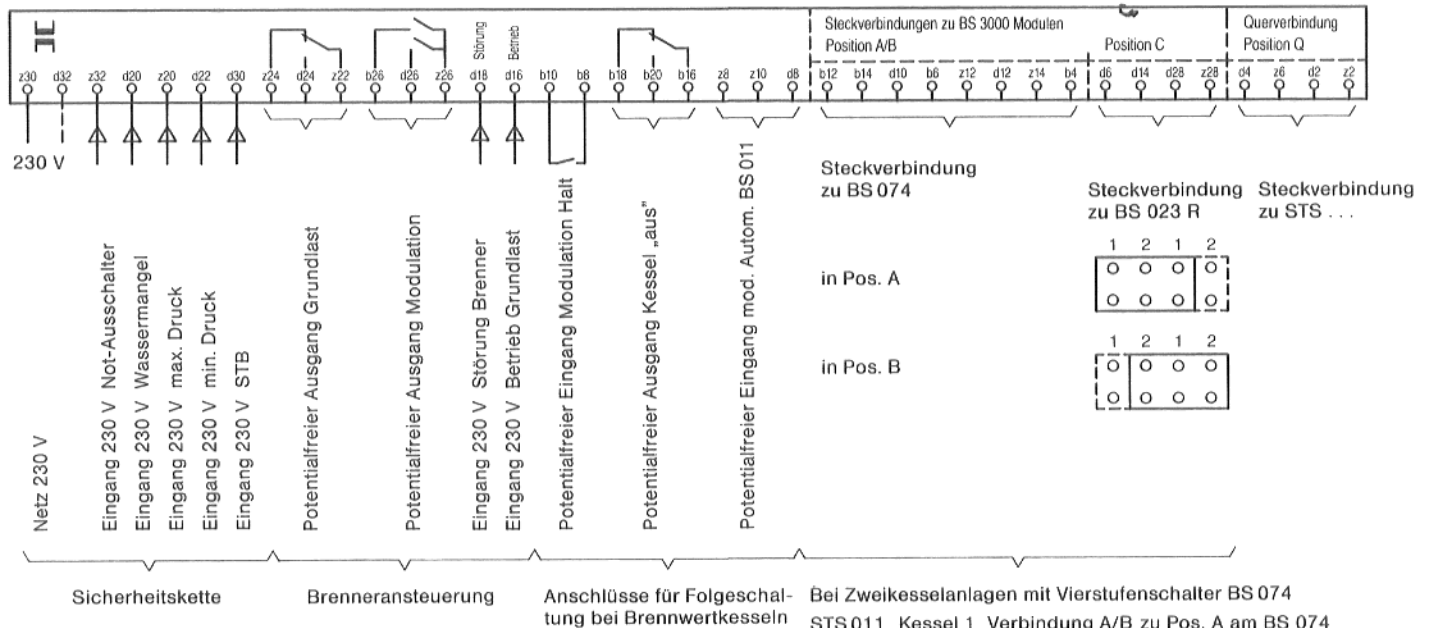 Steckverbindungen zu BS 3000 Modulen
Position A/B
Position C
Querverbindung
Position Q
Störung
Betrieb
z30 d32 z32 d20 z20 d22 d30 z24 d24 z22 b26 d26 z26 d18 d16 b10 b8 b18 b20 b16 z8 z10 d8 b12 b14 d10 b6 z12 d12 z14 b4 d6 d14 d28 z28 d4 z6 d2 z2
230 V
Netz 230 V
Eingang 230 V Not-Ausschalter
Eingang 230 V Wassermangel
Eingang 230 V max. Druck
Eingang 230 V min. Druck
Eingang 230 V STB
Potentialfreier Ausgang Grundlast
Potentialfreier Ausgang Modulation
Eingang 230 V Störung Brenner
Eingang 230 V Betrieb Grundlast
Potentialfreier Eingang Modulation Halt
Potentialfreier Ausgang Kessel „aus"
Potentialfreier Eingang mod. Autom. BS 011
Steckverbindung
zu BS 074
Steckverbindung
zu BS 023 R
Steckverbindung
zu STS . . .
in Pos. A
1 2 1 2
in Pos. B
1 2 1 2
Sicherheitskette
Brenneransteuerung
Anschlüsse für Folgeschal-
tung bei Brennwertkesseln
Bei Zweikesselanlagen mit Vierstufenschalter BS 074
STS 011 Kessel 1 Verbindung A/B zu Pos. A am BS 074